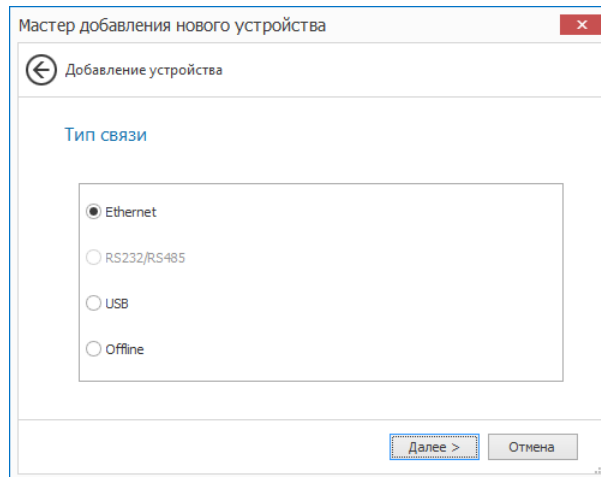 Мастер добавления нового устройства
Добавление устройства
Тип связи
Ethernet
RS232/RS485
USB
Offline
Далее >
Отмена